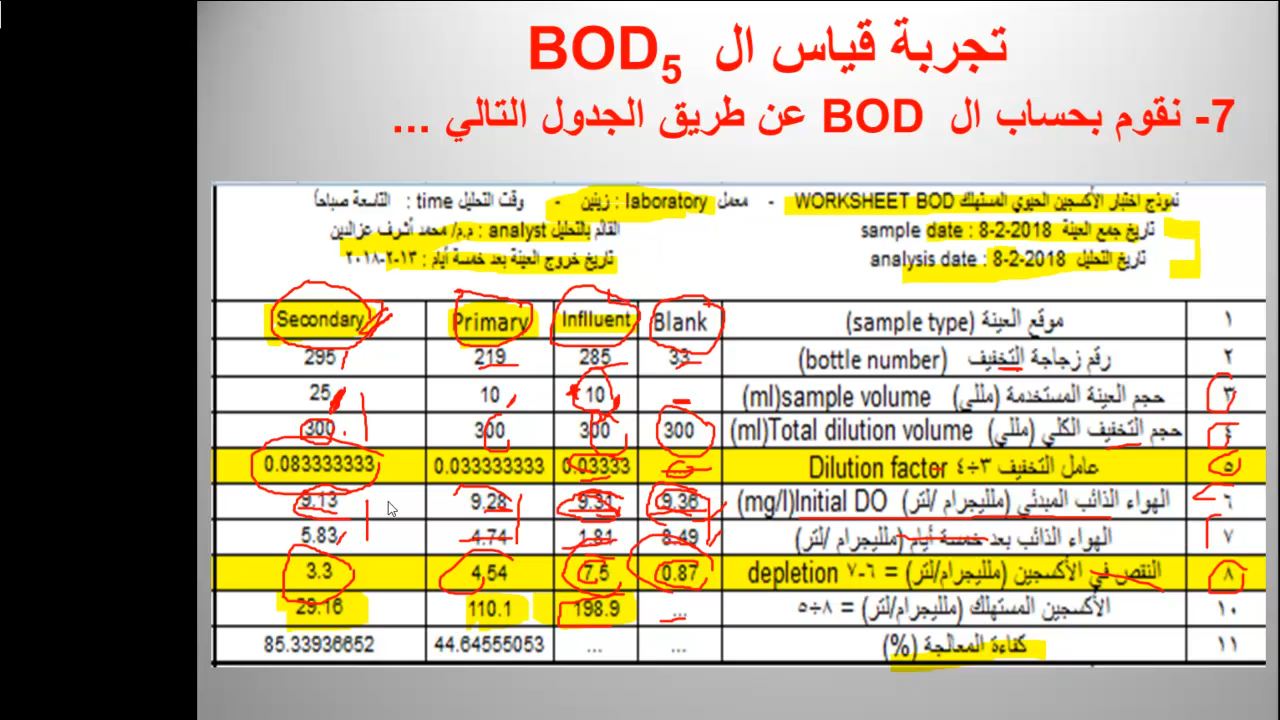 تجربة قياس ال BOD5
7- نقوم بحساب ال BOD عن طريق الجدول التالي ...
نموذج اختبار الأكسجين الحيوي المستهلك WORKSHEET BOD - معمل laboratory : زينين - وقت التحليل time : التاسعة صباحاً
تاريخ جمع العينة sample date : 8-2-2018 القائم بالتحليل analyst : م.م/ محمد أشرف عزالدين
تاريخ التحليل analysis date : 8-2-2018 تاريخ خروج العينة بعد خمسة أيام : ١٣-٢-٢٠١٨
١ موقع العينة (sample type) Blank Inflluent Primary Secondary
٢ رقم زجاجة التخفيف (bottle number) 33 285 219 295
٣ حجم العينة المستخدمة (مللي) sample volume(ml) 10 10 25
٤ حجم التخفيف الكلي (مللي) Total dilution volume(ml) 300 300 300 300
٥ عامل التخفيف ٣÷٤ Dilution factor 0.03333 0.033333333 0.083333333
٦ الهواء الذائب المبدئي (ملليجرام /لتر) Initial DO(mg/l) 9.36 9.31 9.28 9.13
٧ الهواء الذائب بعد خمسة أيام (ملليجرام /لتر) 8.49 1.81 4.74 5.83
٨ النقص في الأكسجين (ملليجرام/لتر) = ٦-٧ depletion 0.87 7.5 4.54 3.3
١٠ الأكسجين المستهلك (ملليجرام/لتر) = ٨÷٥ ... 198.9 110.1 29.16
١١ كفاءة المعالجة (%) ... ... 44.64555053 85.33936652